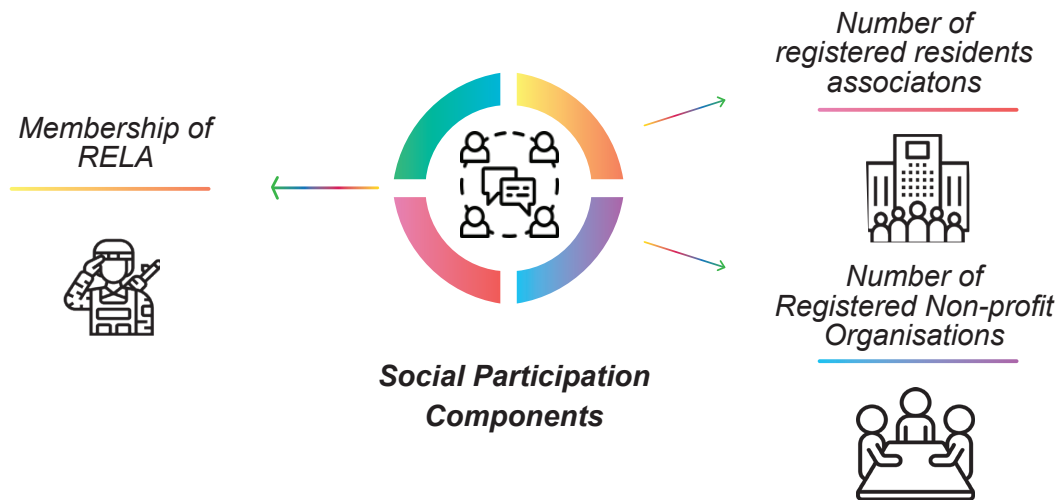 Membership of
RELA
Number of
registered residents
associatons
Number of
Registered Non-profit
Organisations
Social Participation
Components